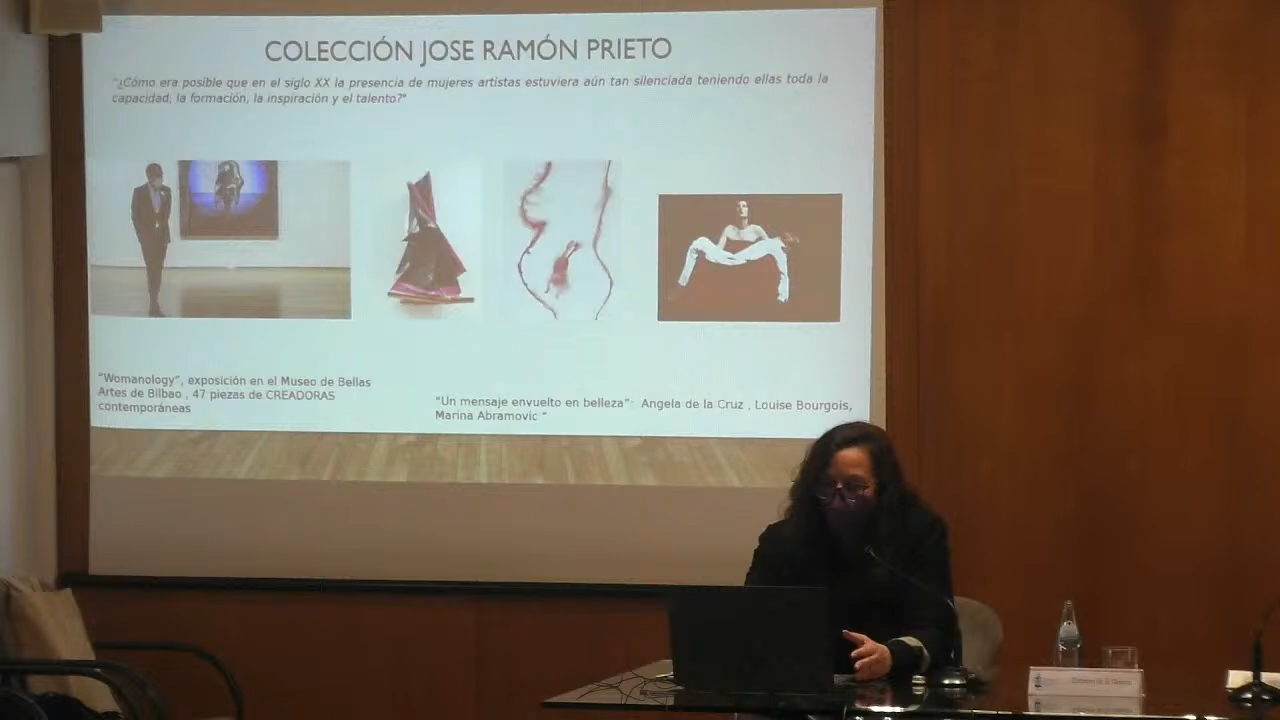 COLECCIÓN JOSE RAMÓN PRIETO
"¿Cómo era posible que en el siglo XX la presencia de mujeres artistas estuviera aún tan silenciada teniendo ellas toda la
capacidad, la formación, la inspiración y el talento?"
"Womanology", exposición en el Museo de Bellas
Artes de Bilbao , 47 piezas de CREADORAS
contemporáneas
"Un mensaje envuelto en belleza": Angela de la Cruz , Louise Bourgois,
Marina Abramovic "